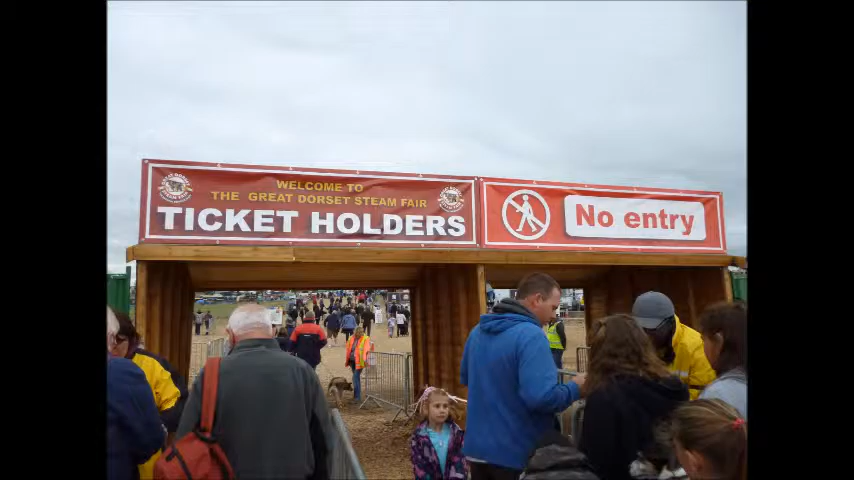 WELCOME TO
THE GREAT DORSET STEAM FAIR
TICKET HOLDERS
No entry